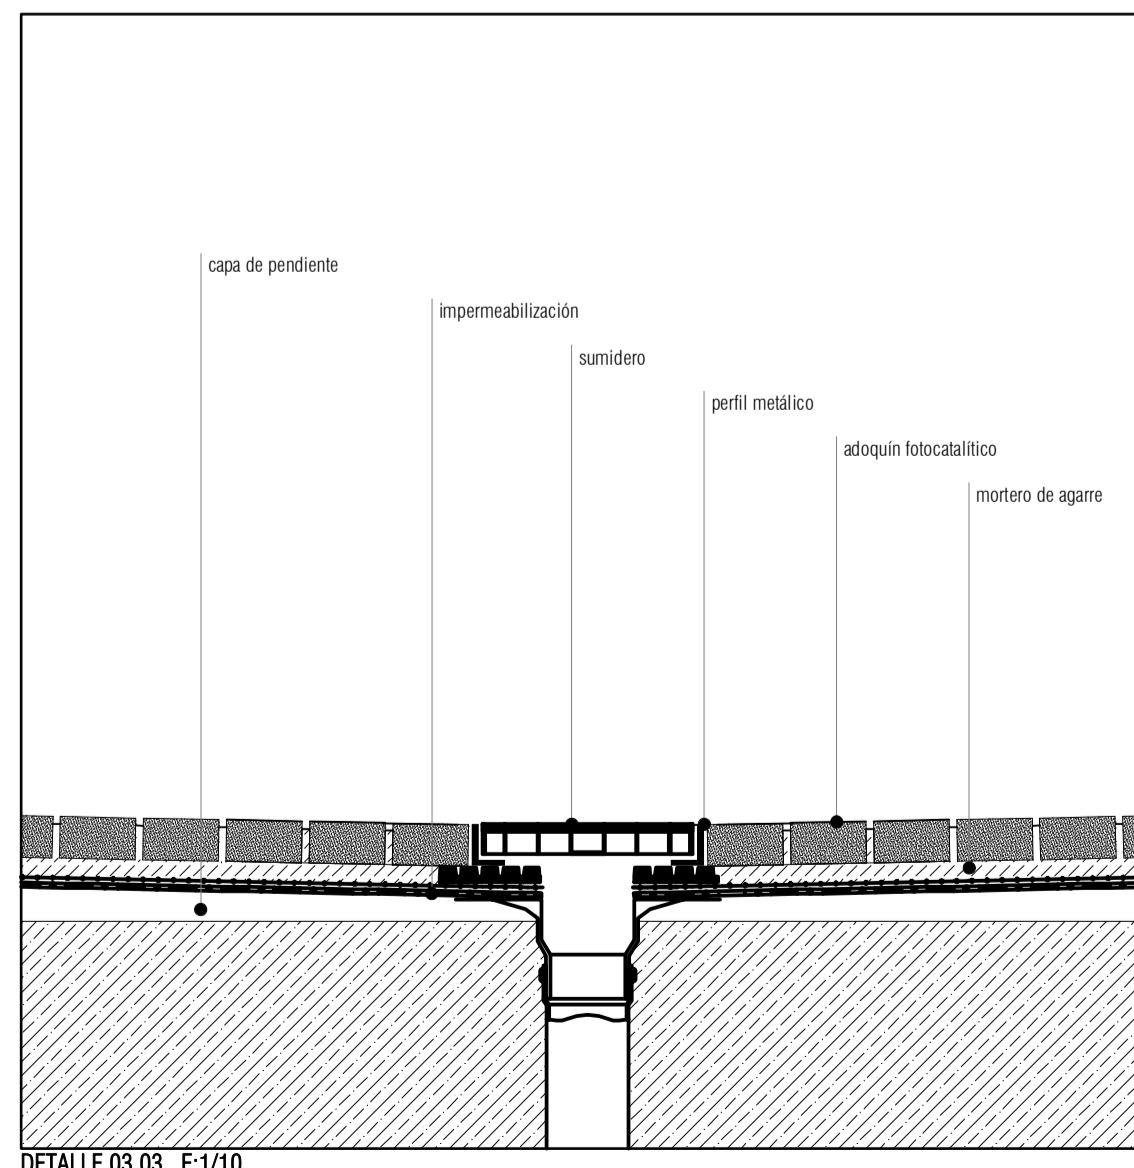 capa de pendiente
impermeabilización
sumidero
perfil metálico
adoquín fotocatalítico
mortero de agarre
DETALLE 03.03 E:1/10